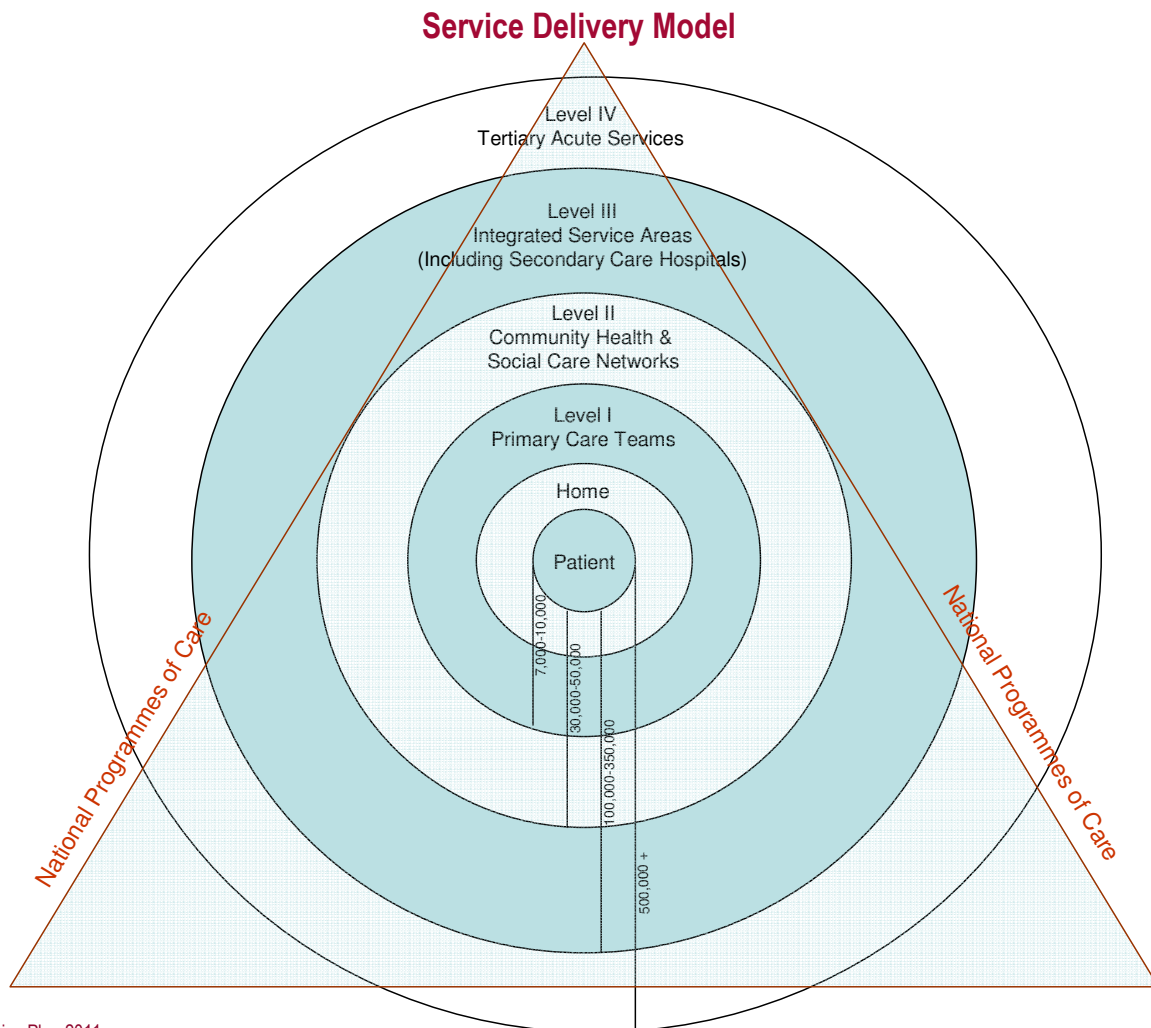 Service Delivery Model
Level IV
Tertiary Acute Services
Level III
Integrated Service Areas
(Including Secondary Care Hospitals)
Level II
Community Health &
Social Care Networks
Level I
Primary Care Teams
Home
Patient
7,000-10,000
30,000-50,000
100,000-350,000
500,000 +
National Programmes of Care
National Programmes of Care